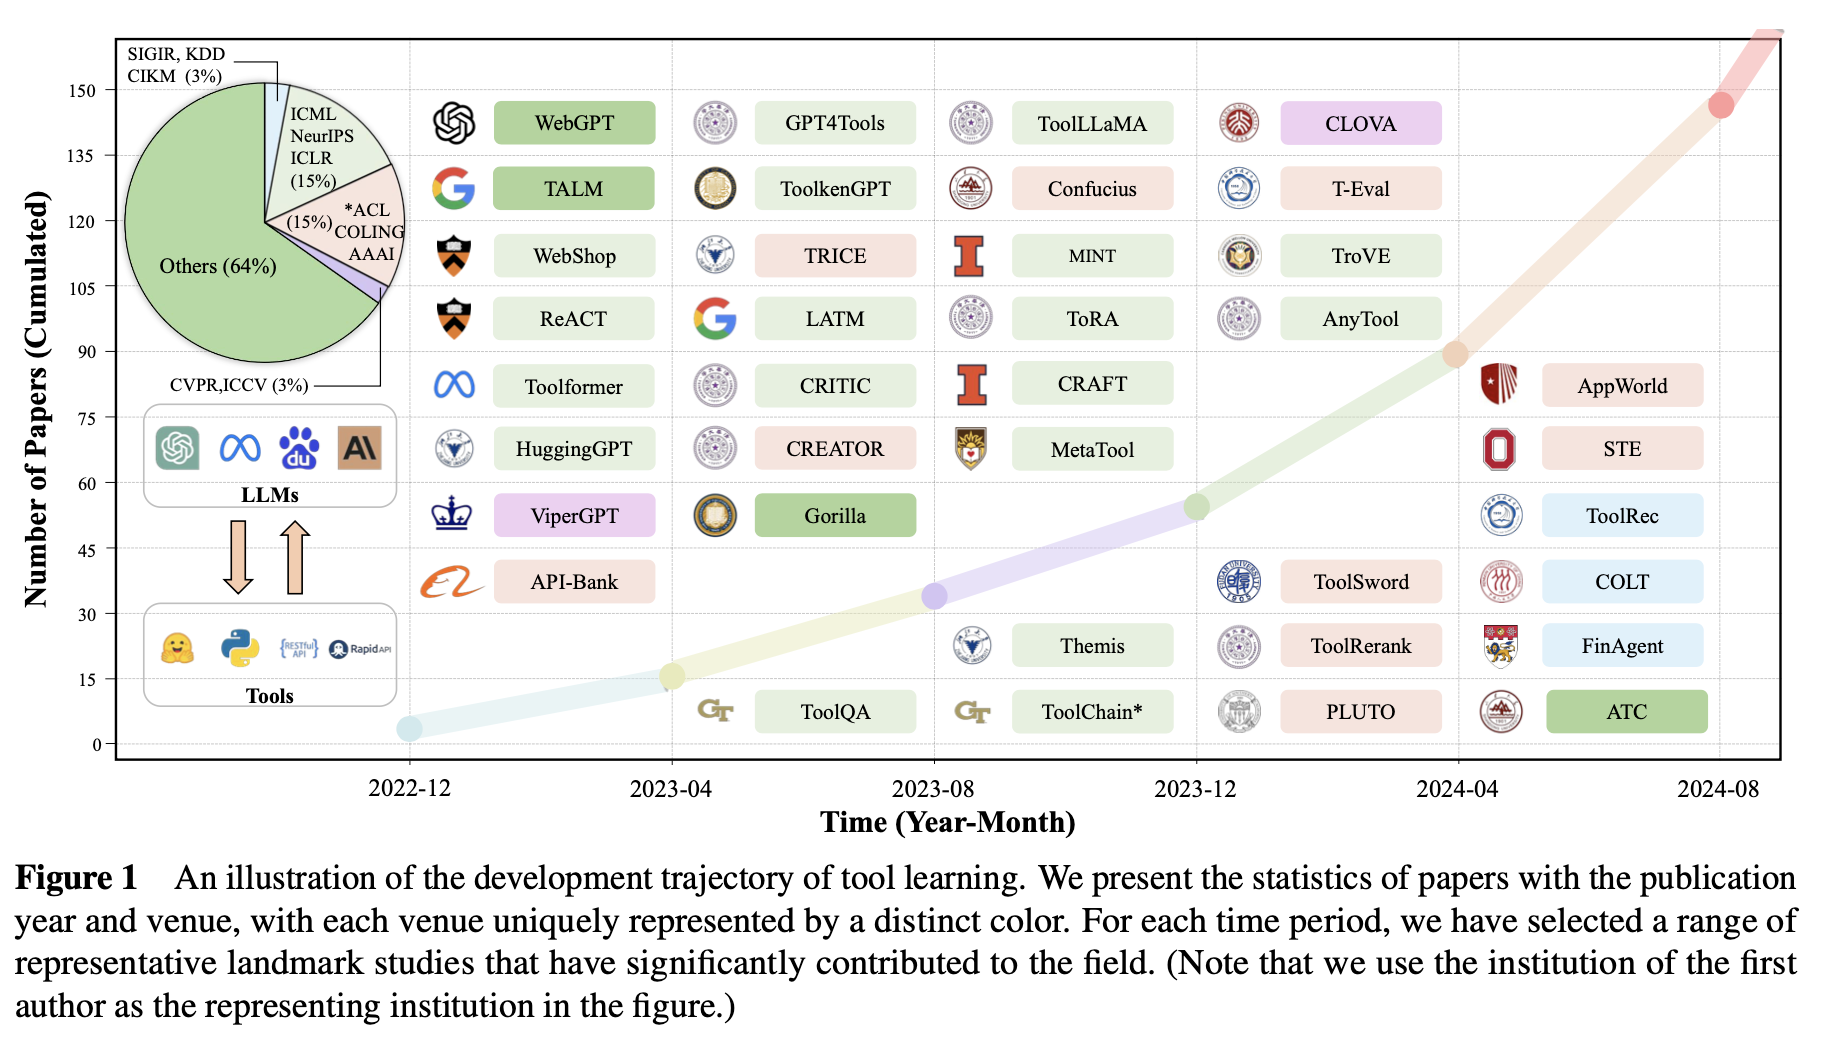 SIGIR, KDD
CIKM (3%)
ICML
NeurIPS
ICLR
(15%)
*ACL
(15%) COLING
AAAI
Others (64%)
CVPR,ICCV (3%)
LLMs
RESTful
API
Rapid API
Tools
Number of Papers (Cumulated)
150
135
120
105
90
75
60
45
30
15
0
WebGPT
TALM
WebShop
ReACT
Toolformer
HuggingGPT
ViperGPT
API-Bank
GPT4Tools
ToolkenGPT
TRICE
LATM
CRITIC
CREATOR
Gorilla
ToolQA
ToolLLaMA
Confucius
MINT
ToRA
CRAFT
MetaTool
Themis
ToolChain*
CLOVA
T-Eval
TroVE
AnyTool
ToolSword
ToolRerank
PLUTO
AppWorld
STE
ToolRec
COLT
FinAgent
ATC
2022-12
2023-04
2023-08
2023-12
2024-04
2024-08
Time (Year-Month)
Figure 1 An illustration of the development trajectory of tool learning. We present the statistics of papers with the publication
year and venue, with each venue uniquely represented by a distinct color. For each time period, we have selected a range of
representative landmark studies that have significantly contributed to the field. (Note that we use the institution of the first
author as the representing institution in the figure.)